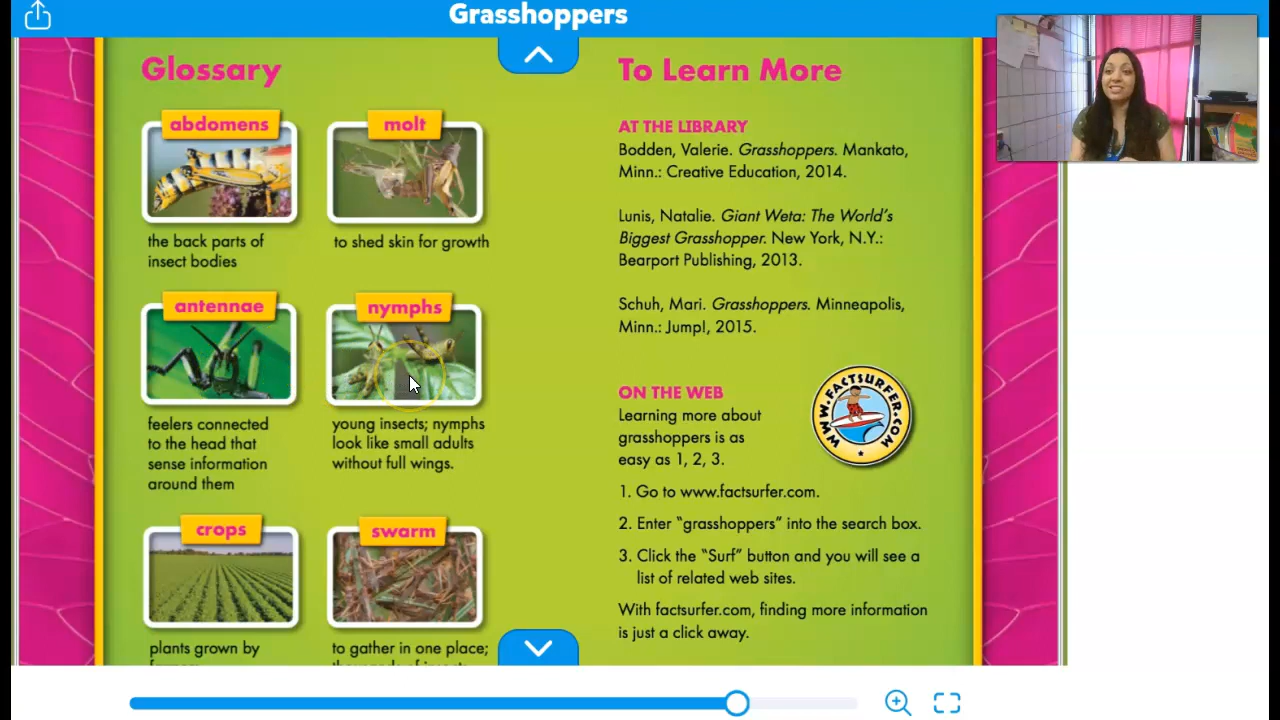 Grasshoppers
Glossary
abdomens
the back parts of
insect bodies
molt
to shed skin for growth
antennae
feelers connected
to the head that
sense information
around them
nymphs
young insects; nymphs
look like small adults
without full wings.
crops
plants grown by
swarm
to gather in one place;
To Learn More
AT THE LIBRARY
Bodden, Valerie. Grasshoppers. Mankato,
Minn.: Creative Education, 2014.
Lunis, Natalie. Giant Weta: The World's
Biggest Grasshopper. New York, N.Y.:
Bearport Publishing, 2013.
Schuh, Mari. Grasshoppers. Minneapolis,
Minn.: Jump!, 2015.
ON THE WEB
Learning more about
grasshoppers is as
easy as 1, 2, 3.
WWW.FACTSURFER.COM
1. Go to www.factsurfer.com.
2. Enter "grasshoppers" into the search box.
3. Click the "Surf" button and you will see a
list of related web sites.
With factsurfer.com, finding more information
is just a click away.